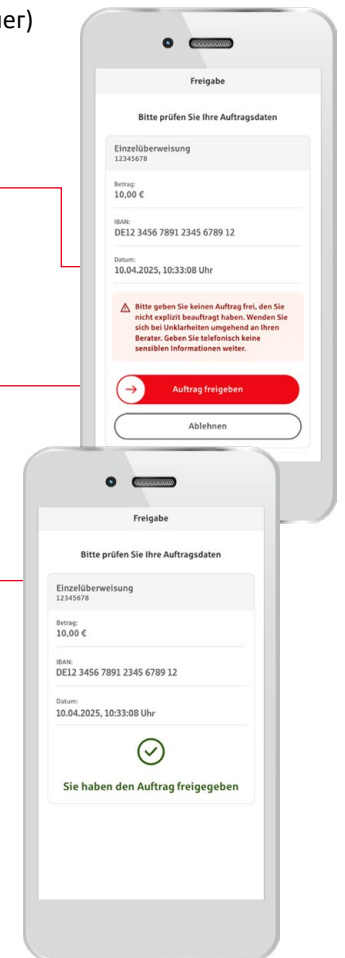 er)
Freigabe
Bitte prüfen Sie Ihre Auftragsdaten
Einzelüberweisung
12345678
Betrag:
10,00 €
IBAN:
DE12 3456 7891 2345 6789 12
Datum:
10.04.2025, 10:33:08 Uhr
Bitte geben Sie keinen Auftrag frei, den Sie
nicht explizit beauftragt haben. Wenden Sie
sich bei Unklarheiten umgehend an Ihren
Berater. Geben Sie telefonisch keine
sensiblen Informationen weiter.
Auftrag freigeben
Ablehnen
Freigabe
Bitte prüfen Sie Ihre Auftragsdaten
Einzelüberweisung
12345678
Betrag:
10,00 €
IBAN:
DE12 3456 7891 2345 6789 12
Datum:
10.04.2025, 10:33:08 Uhr
Sie haben den Auftrag freigegeben